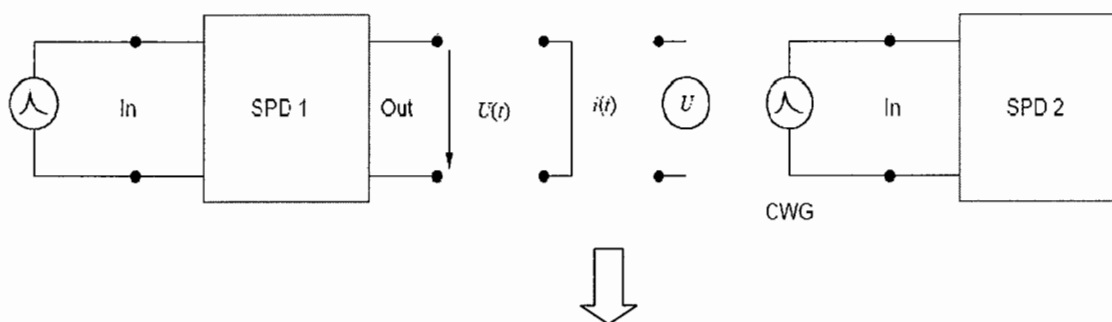 In
SPD 1
Out
U(t)
i(t)
U
In
SPD 2
CWG